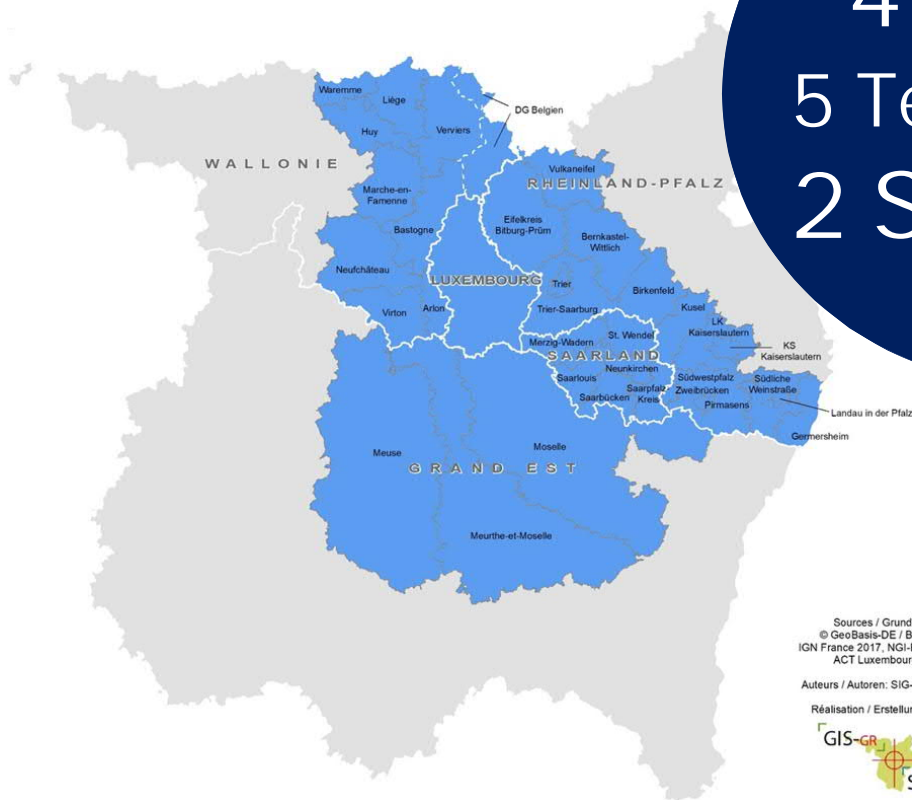 4
5 Te
2 S
Waremme
Liège
DG Belgien
Huy
Verviers
WALLONIE
Vulkaneifel
RHEINLAND-PFALZ
Marche-en-
Famenne
Eifelkreis
Bitburg-Prüm
Bastogne
Bernkastel-
Wittlich
Neufchâteau
LUXEMBOURG
Trier
Birkenfeld
Virton
Arlon
Trier-Saarburg
Kusel
LK
Kaiserslautern
St. Wendel
Merzig-Wadern
KS
Kaiserslautern
SAARLAND
Neunkirchen
Saarlouis
Südwestpfalz
Südliche
Weinstraße
Saarpfalz
Kreis
Zweibrücken
Saarbücken
Pirmasens
Landau in der Pfalz
Germersheim
Moselle
Meuse
GRAND EST
Meurthe-et-Moselle
Sources / Grund
© GeoBasis-DE / B
IGN France 2017, NGI-
ACT Luxembour
Auteurs / Autoren: SIG-
Réalisation / Erstellur
GIS-GR
S